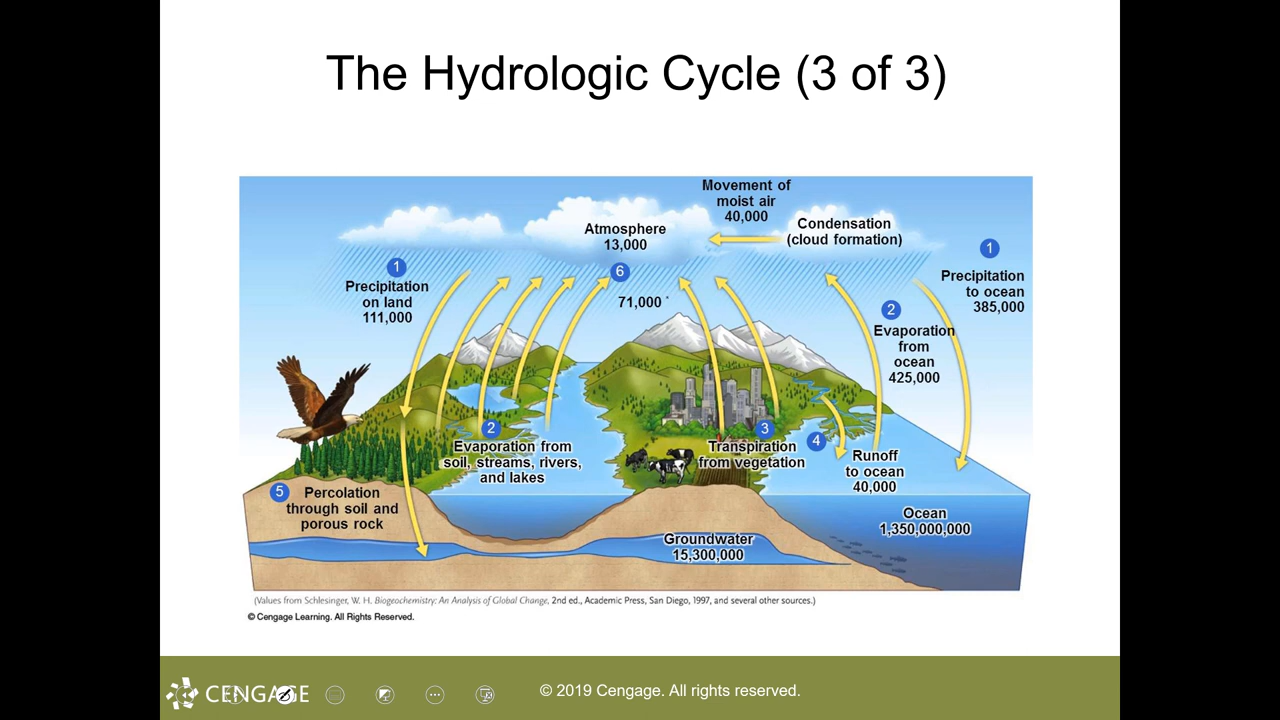 The Hydrologic Cycle (3 of 3)
Movement of
moist air
40,000
Condensation
(cloud formation)
Atmosphere
13,000
1
Precipitation
to ocean
385,000
1
Precipitation
on land
111,000
6
71,000 *
2
Evaporation
from
ocean
425,000
2
Evaporation from
soil, streams, rivers,
and lakes
3
Transpiration
from vegetation
4
Runoff
to ocean
40,000
5
Percolation
through soil and
porous rock
Ocean
1,350,000,000
Groundwater
15,300,000
(Values from Schlesinger, W. H. Biogeochemistry: An Analysis of Global Change, 2nd ed., Academic Press, San Diego, 1997, and several other sources.)
© Cengage Learning. All Rights Reserved.
CENGAGE
© 2019 Cengage. All rights reserved.